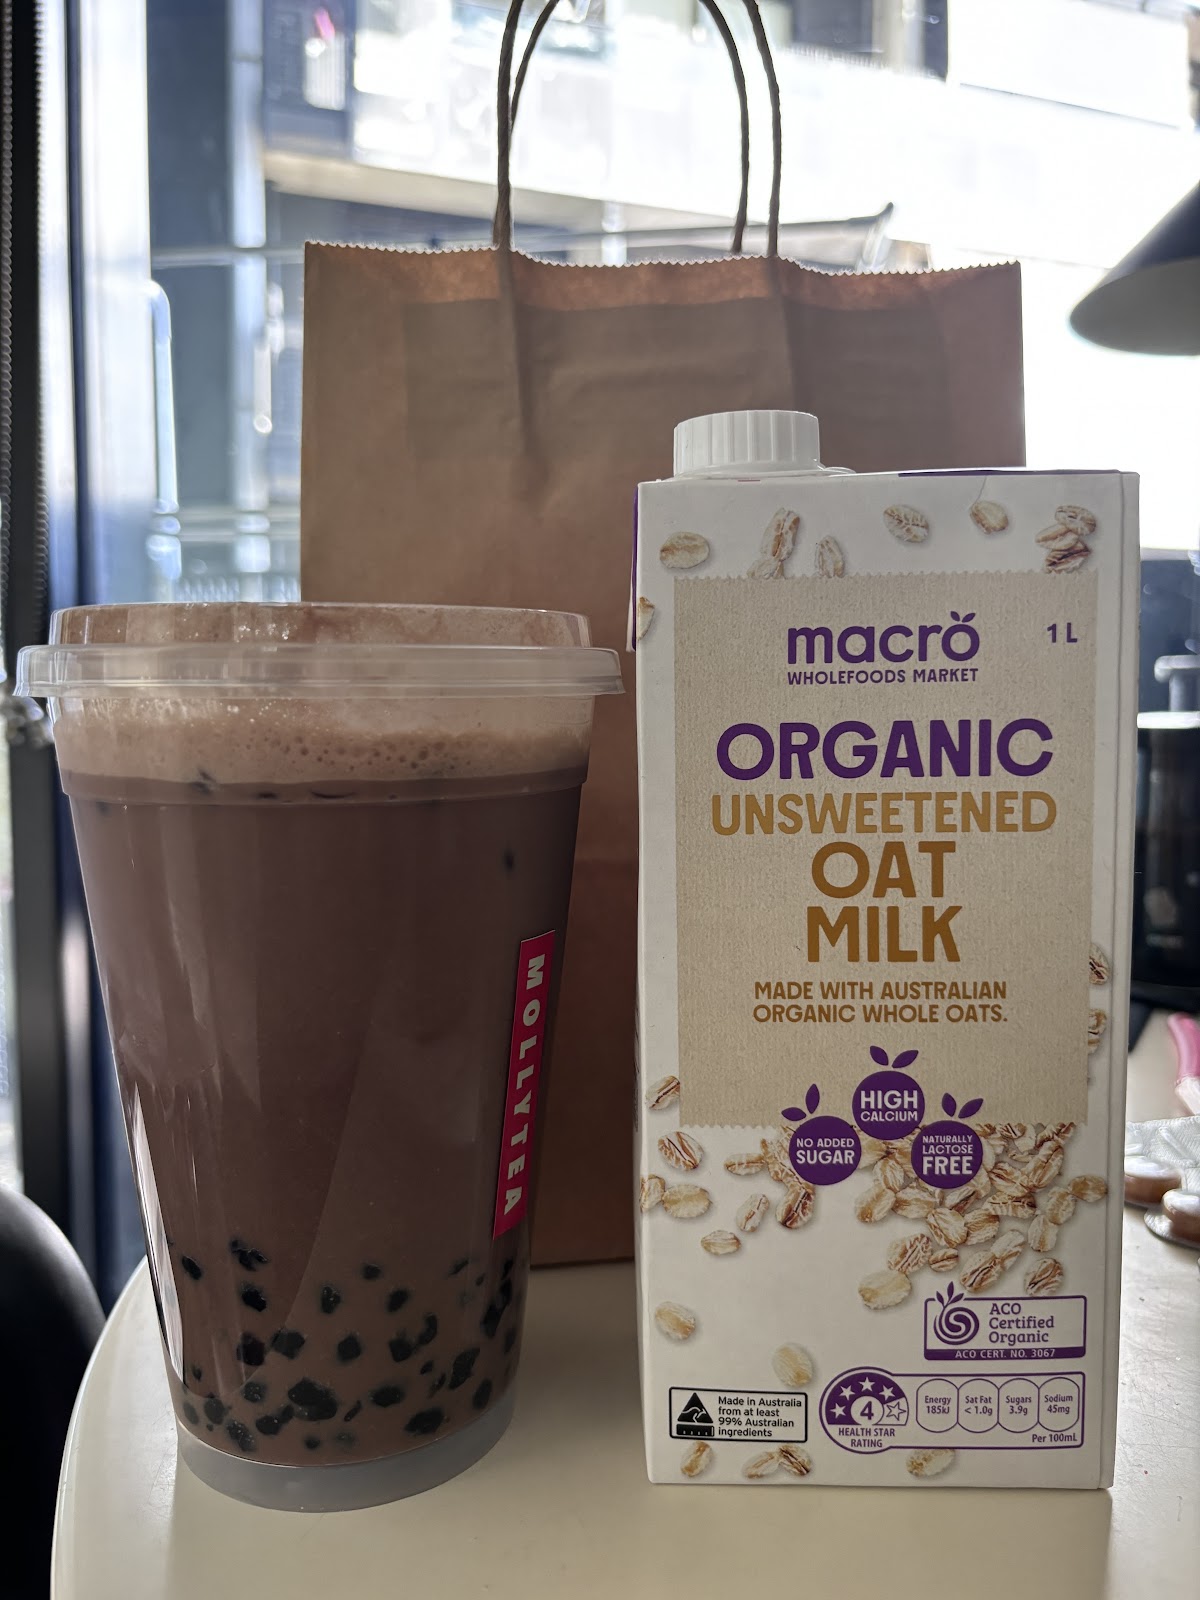 MOLLYTEA
macro
WHOLEFOODS MARKET
1 L
ORGANIC
UNSWEETENED
OAT
MILK
MADE WITH AUSTRALIAN
ORGANIC WHOLE OATS.
HIGH
CALCIUM
NO ADDED
SUGAR
NATURALLY
LACTOSE
FREE
ACO
Certified
Organic
ACO CERT. NO. 3067
Made in Australia
from at least
99% Australian
ingredients
4
HEALTH STAR
RATING
Energy
185kJ
Sat Fat
< 1.0g
Sugars
3.9g
Sodium
45mg
Per 100mL